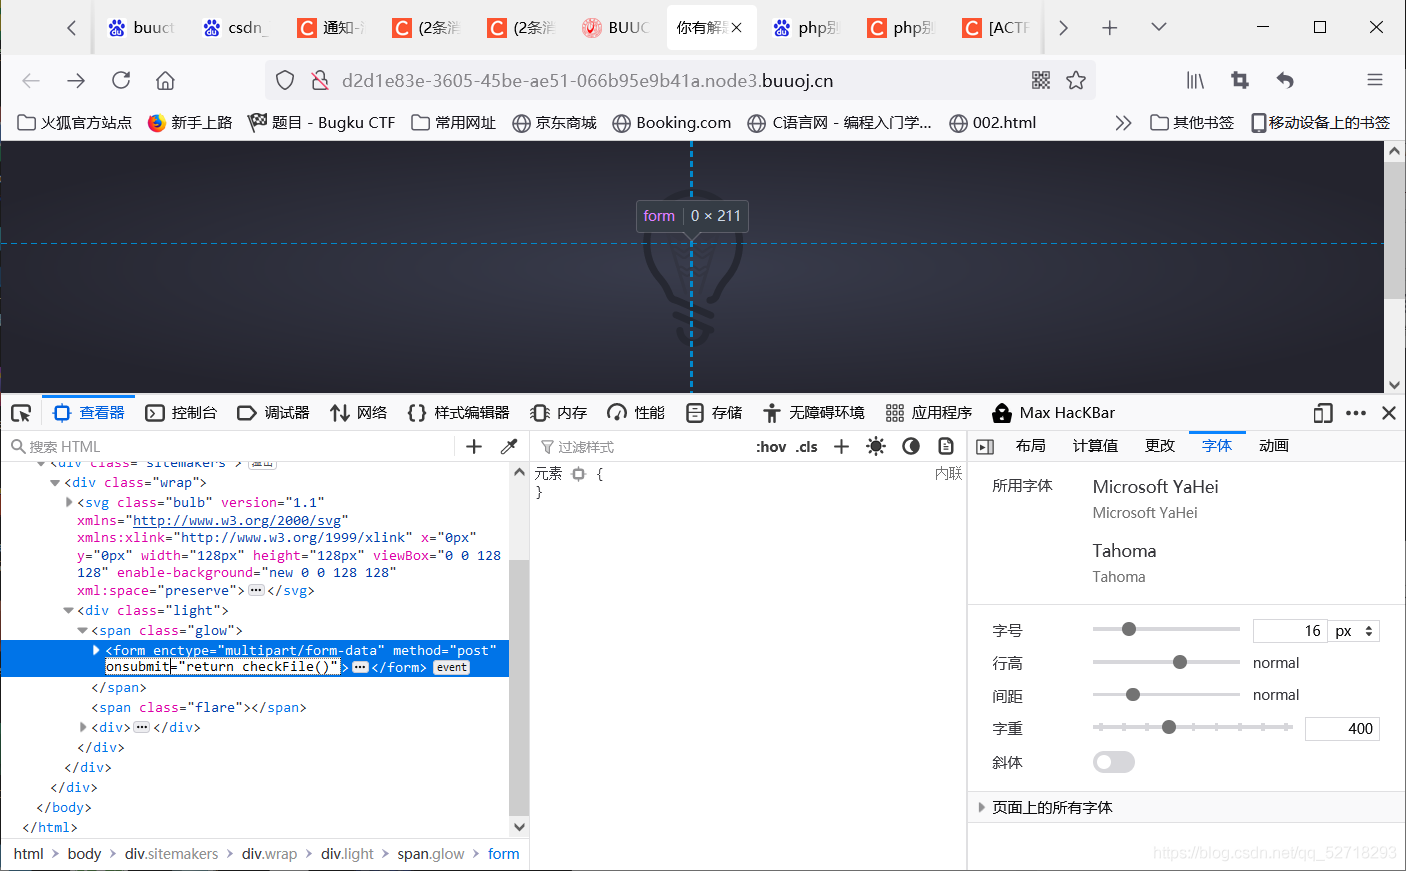 buuct
csdn_
通知-
(2条消
(2条消
BUUC
你有解
php别
php别
[ACTF
d2d1e83e-3605-45be-ae51-066b95e9b41a.node3.buuoj.cn
火狐官方站点
新手上路
题目 - Bugku CTF
常用网址
京东商城
Booking.com
C语言网 - 编程入门学...
002.html
其他书签
移动设备上的书签
form 0 × 211
查看器
控制台
调试器
网络
样式编辑器
内存
性能
存储
无障碍环境
应用程序
Max HacKBar
搜索 HTML
过滤样式
:hov .cls
布局
计算值
更改
字体
动画
<div class="sitemakers"> 溢出
<div class="wrap">
<svg class="bulb" version="1.1"
xmlns="http://www.w3.org/2000/svg"
xmlns:xlink="http://www.w3.org/1999/xlink" x="0px"
y="0px" width="128px" height="128px" viewBox="0 0 128
128" enable-background="new 0 0 128 128"
xml:space="preserve"> ••• </svg>
<div class="light">
<span class="glow">
<form enctype="multipart/form-data" method="post"
onsubmit="return checkFile()"> ••• </form> event
</span>
<span class="flare"></span>
<div> ••• </div>
</div>
</div>
</div>
</body>
</html>
html > body > div.sitemakers > div.wrap > div.light > span.glow > form
元素 {
内联
}
所用字体
Microsoft YaHei
Microsoft YaHei
Tahoma
Tahoma
字号 16 px
行高 normal
间距 normal
字重 400
斜体
页面上的所有字体
https://blog.csdn.net/qq_52718293